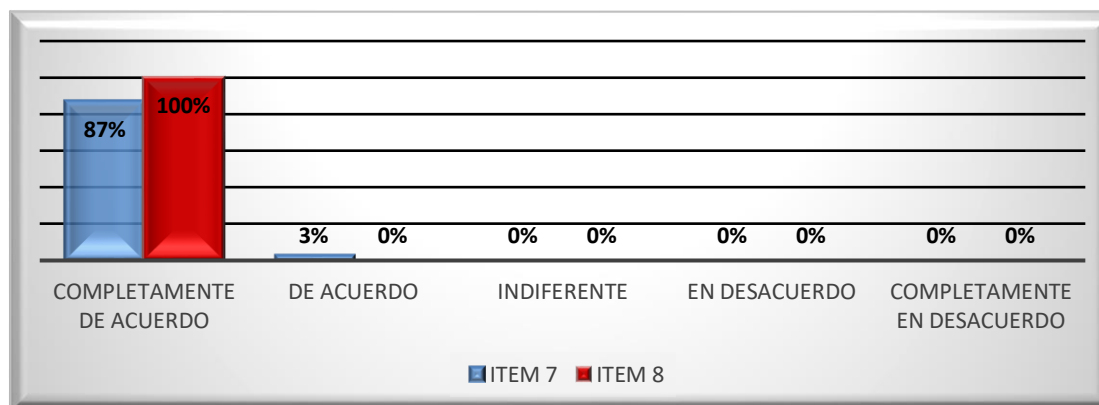 87% 100%
3% 0% 0% 0% 0% 0% 0% 0%
COMPLETAMENTE DE ACUERDO INDIFERENTE EN DESACUERDO COMPLETAMENTE
DE ACUERDO EN DESACUERDO
ITEM 7 ITEM 8